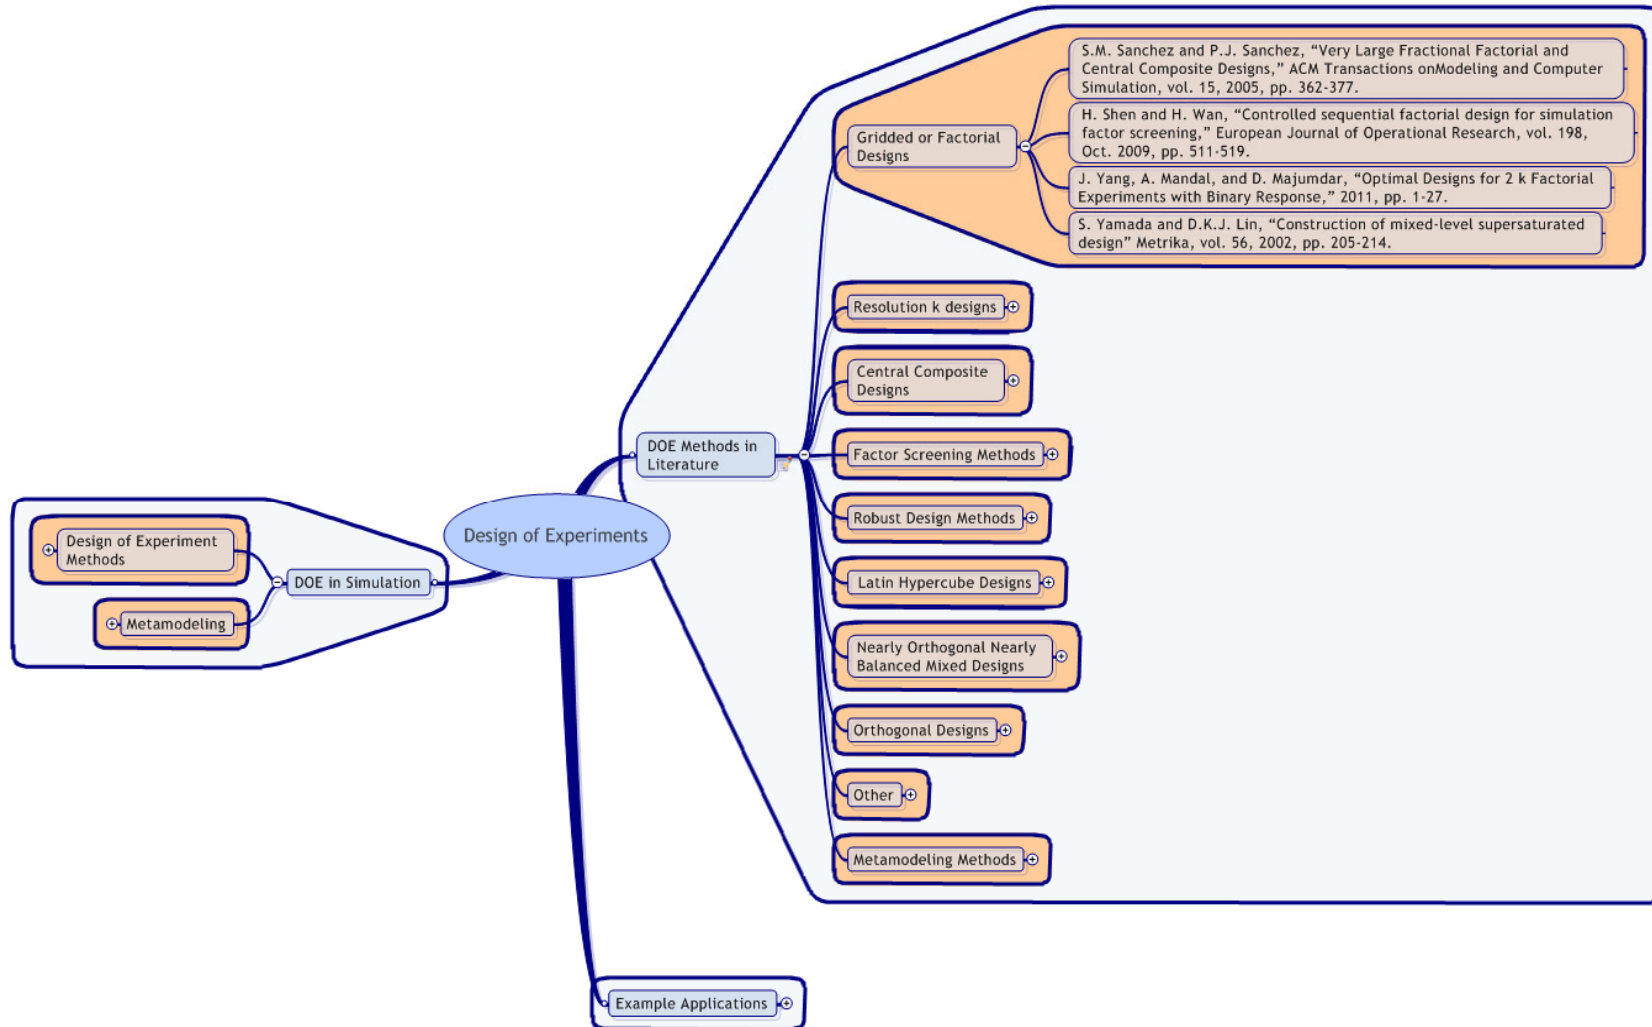 S.M. Sanchez and P.J. Sanchez, “Very Large Fractional Factorial and
Central Composite Designs,” ACM Transactions onModeling and Computer
Simulation, vol. 15, 2005, pp. 362-377.
H. Shen and H. Wan, “Controlled sequential factorial design for simulation
factor screening,” European Journal of Operational Research, vol. 198,
Oct. 2009, pp. 511-519.
Gridded or Factorial
Designs
J. Yang, A. Mandal, and D. Majumdar, “Optimal Designs for 2 k Factorial
Experiments with Binary Response,” 2011, pp. 1-27.
S. Yamada and D.K.J. Lin, “Construction of mixed-level supersaturated
design” Metrika, vol. 56, 2002, pp. 205-214.
Resolution k designs
Central Composite
Designs
DOE Methods in
Literature
Factor Screening Methods
Robust Design Methods
Design of Experiments
Design of Experiment
Methods
DOE in Simulation
Metamodeling
Latin Hypercube Designs
Nearly Orthogonal Nearly
Balanced Mixed Designs
Orthogonal Designs
Other
Metamodeling Methods
Example Applications